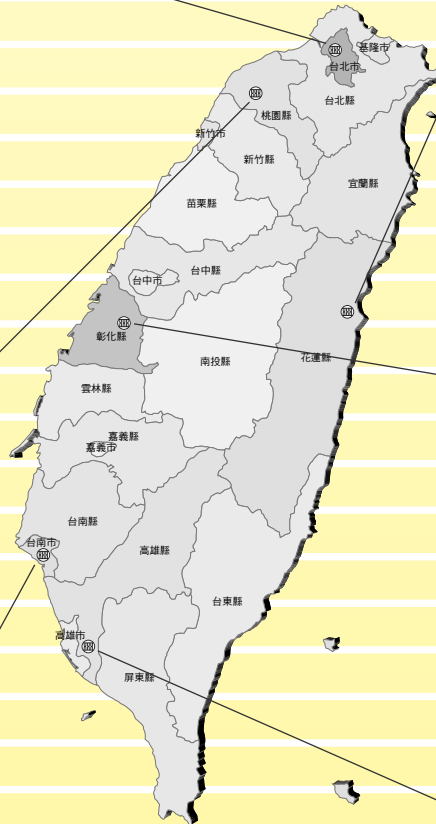 基隆市
台北市
台北縣
桃園縣
新竹市
新竹縣
宜蘭縣
苗栗縣
台中縣
台中市
彰化縣
花蓮縣
南投縣
雲林縣
嘉義縣
嘉義市
台南縣
台南市
高雄縣
台東縣
高雄市
屏東縣